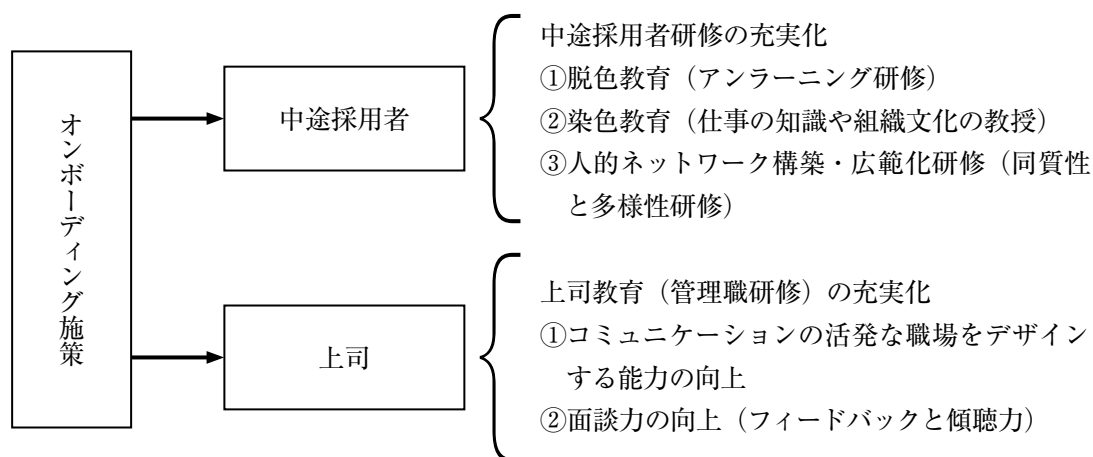 オンボーディング施策
中途採用者
中途採用者研修の充実化
①脱色教育（アンラーニング研修）
②染色教育（仕事の知識や組織文化の教授）
③人的ネットワーク構築・広範化研修（同質性
と多様性研修）
上司
上司教育（管理職研修）の充実化
①コミュニケーションの活発な職場をデザイン
する能力の向上
②面談力の向上（フィードバックと傾聴力）